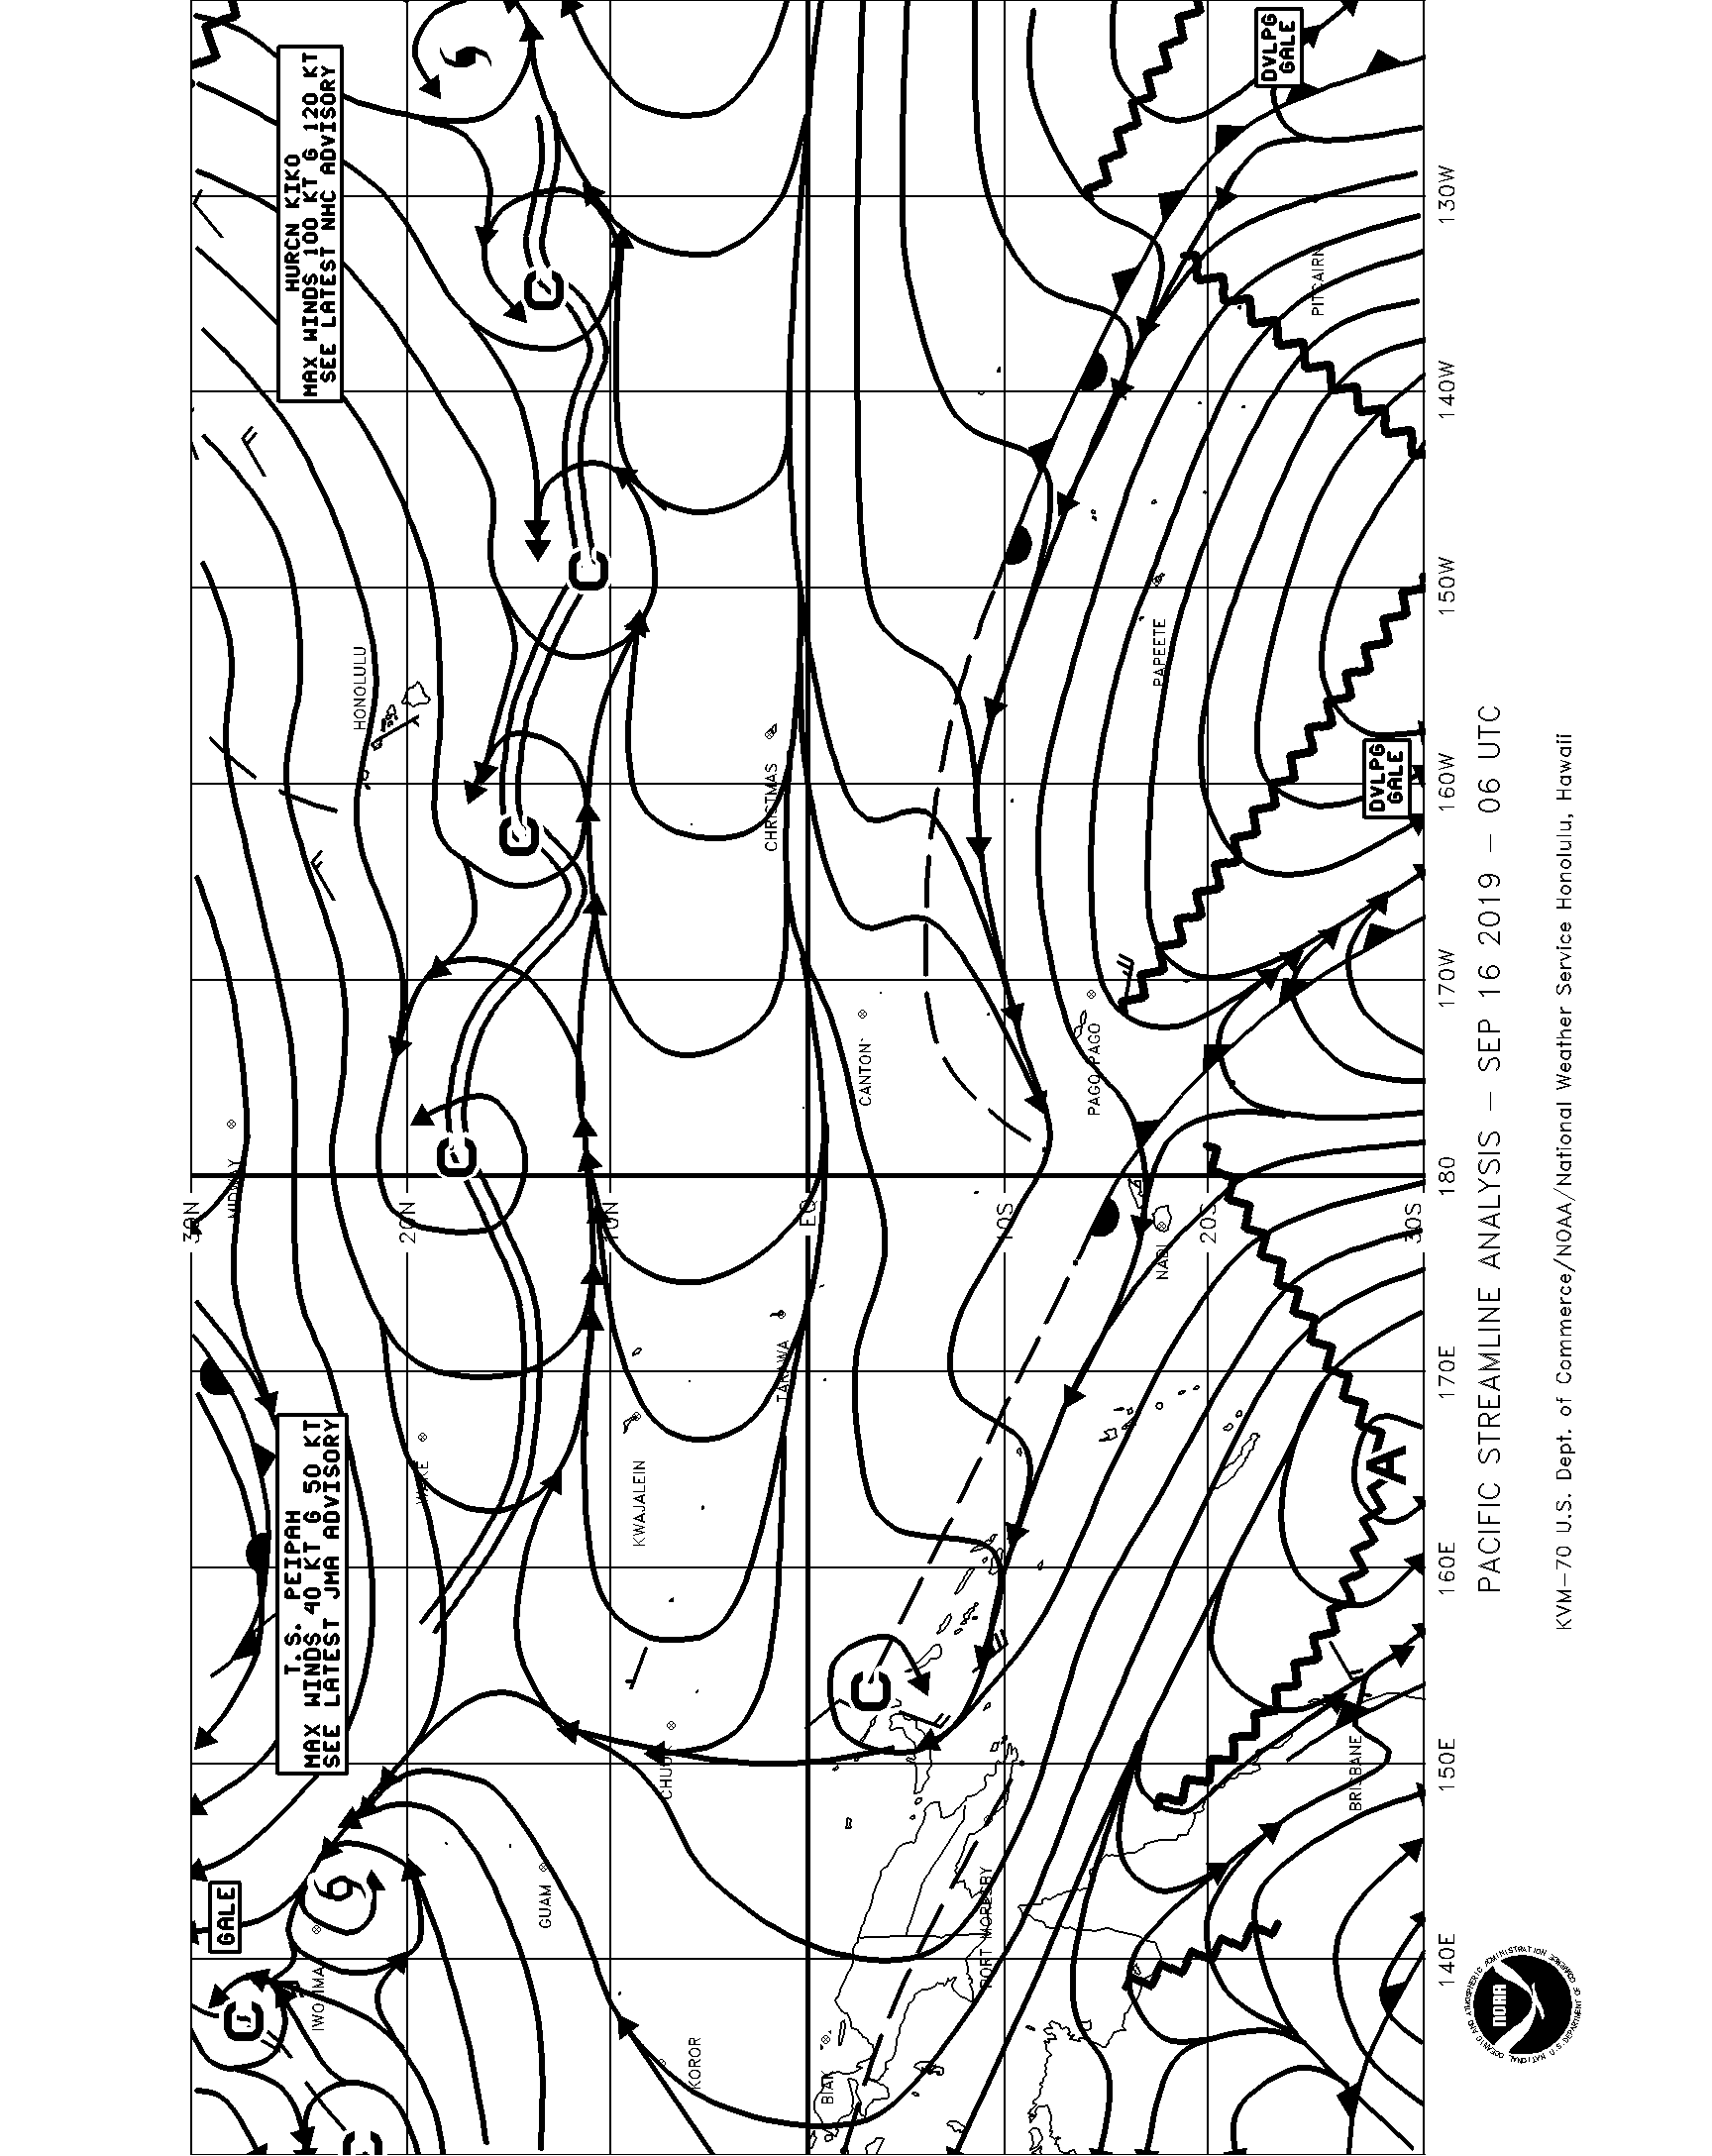 HURCN KIKO
MAX WINDS 100 KT G 120 KT
SEE LATEST NHC ADVISORY
DVLPG
GALE
T.S. PEIPAH
MAX WINDS 40 KT G 50 KT
SEE LATEST JMA ADVISORY
GALE
DVLPG
GALE
C
C
C
C
C
C
C
A
HONOLULU
MIDWAY
WAKE
IWO JIMA
GUAM
KOROR
CHUUK
KWAJALEIN
TARAWA
CHRISTMAS
CANTON
PAGO PAGO
PAPEETE
PITCAIRN
NADI
BRISBANE
PORT MORESBY
BIAK
30N
20N
10N
EQ
10S
20S
30S
140E
150E
160E
170E
180
170W
160W
150W
140W
130W
PACIFIC STREAMLINE ANALYSIS – SEP 16 2019 – 06 UTC
KVM–70 U.S. Dept. of Commerce/NOAA/National Weather Service Honolulu, Hawaii
NOAA
NATIONAL OCEANIC AND ATMOSPHERIC ADMINISTRATION
U.S. DEPARTMENT OF COMMERCE